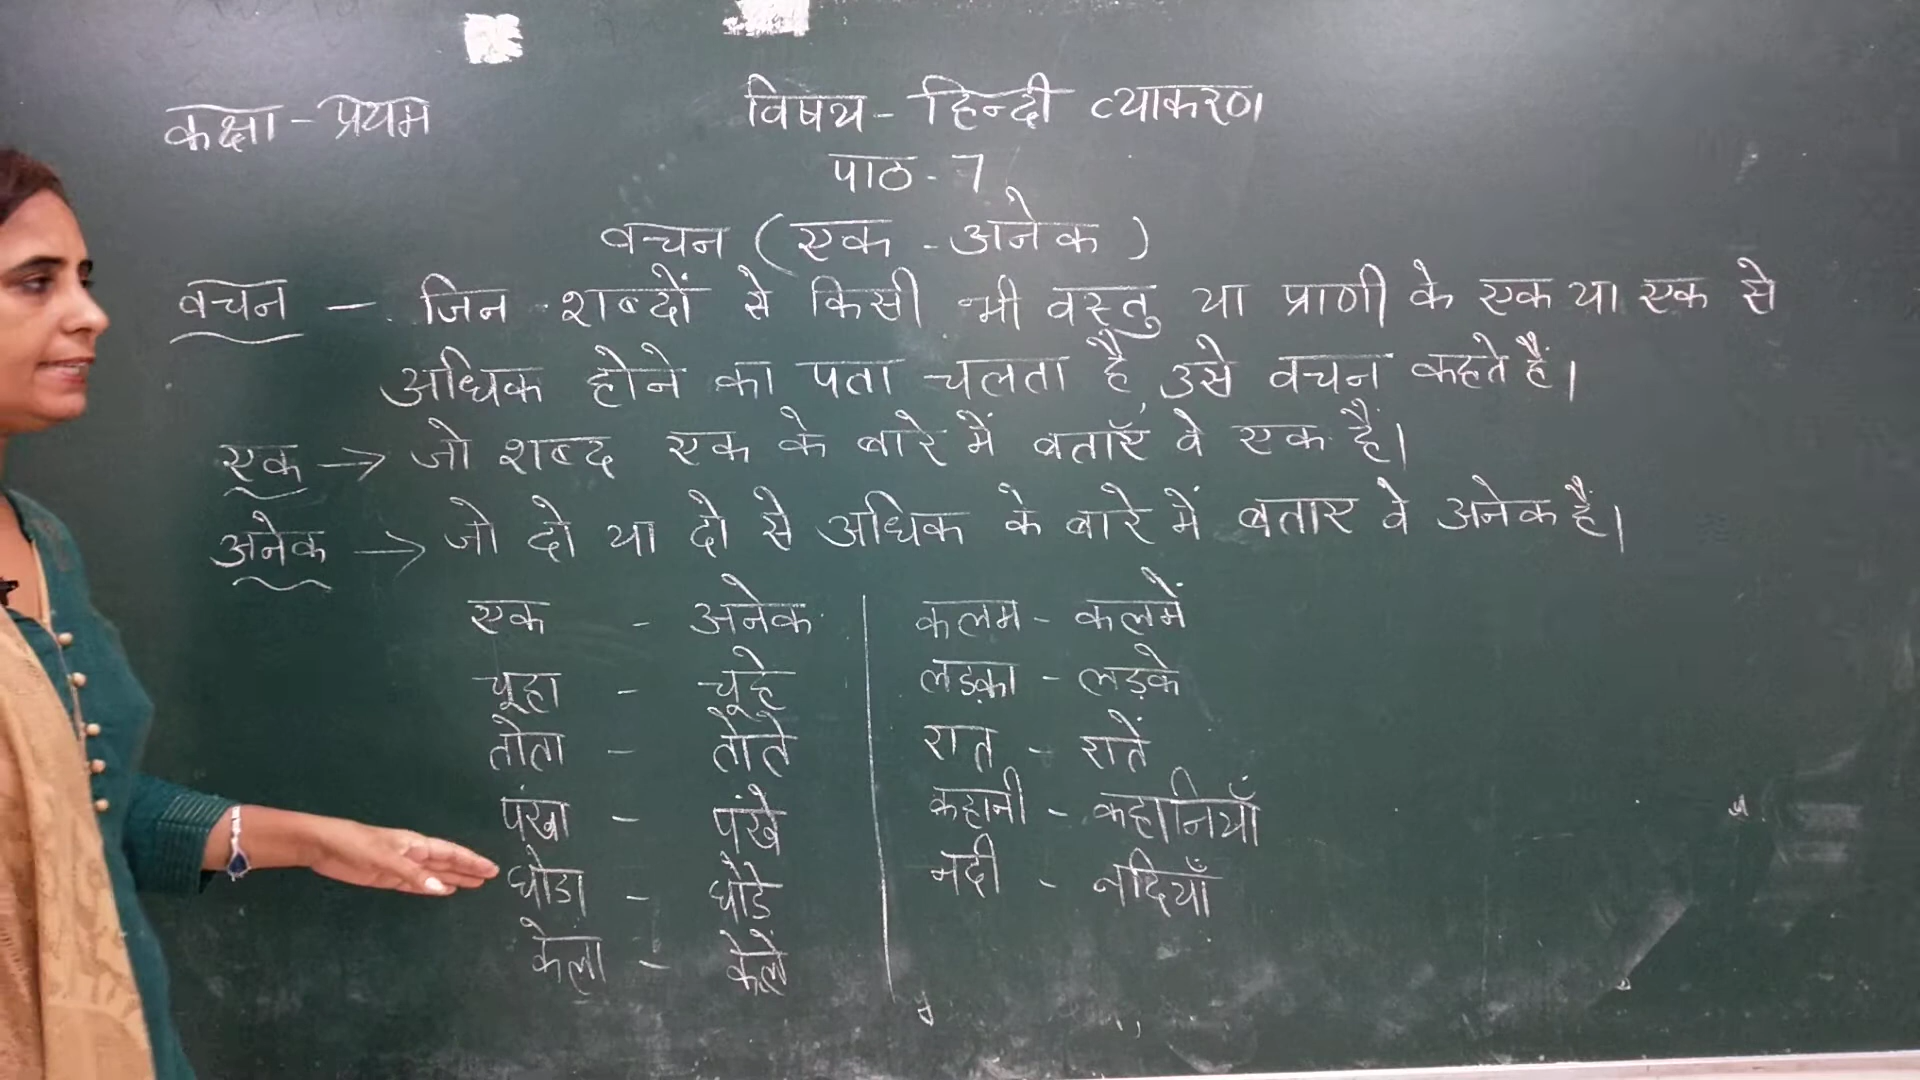 कक्षा - प्रथम
विषय - हिन्दी व्याकरण
पाठ - 7
वचन (एक - अनेक)
वचन - जिन शब्दों से किसी भी वस्तु या प्राणी के एक या एक से
अधिक होने का पता चलता है, उसे वचन कहते हैं।
एक → जो शब्द एक के बारे में बताएँ वे एक हैं।
अनेक → जो दो या दो से अधिक के बारे में बताए वे अनेक हैं।
एक - अनेक
चूहा - चूहे
तोता - तोते
पंखा - पंखे
घोडा - घोडे
केला - केले
कलम - कलमें
लड़का - लड़के
रात - रातें
कहानी - कहानियाँ
नदी - नदियाँ